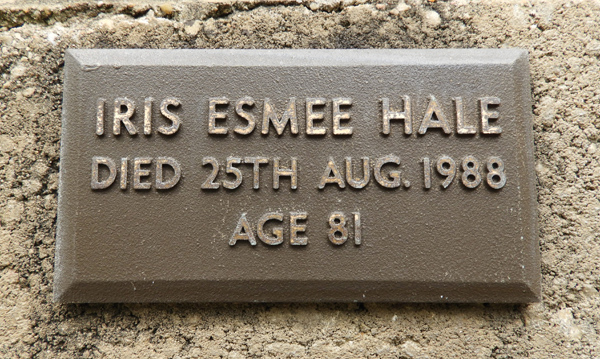 IRIS ESMEE HALE
DIED 25TH AUG. 1988
AGE 81